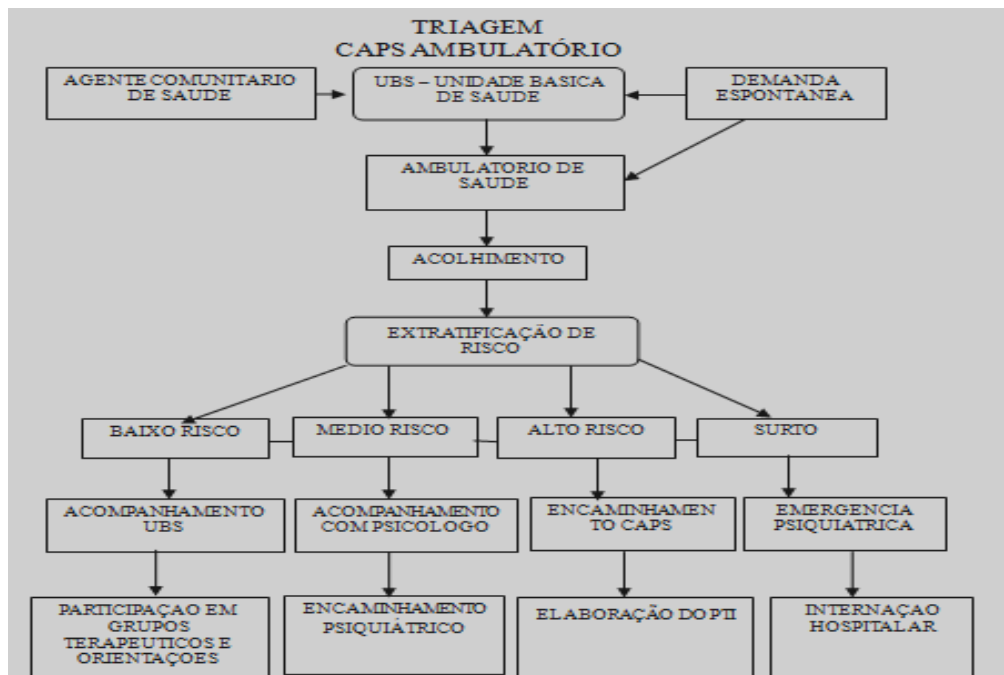 TRIAGEM
CAPS AMBULATÓRIO
AGENTE COMUNITARIO
DE SAUDE
UBS – UNIDADE BASICA
DE SAUDE
DEMANDA
ESPONTANEA
AMBULATORIO DE
SAUDE
ACOLHIMENTO
EXTRATIFICAÇÃO DE
RISCO
BAIXO RISCO
MEDIO RISCO
ALTO RISCO
SURTO
ACOMPANHAMENTO
UBS
ACOMPANHAMENTO
COM PSICOLOGO
ENCAMINHAMEN
TO CAPS
EMERGENCIA
PSIQUIATRICA
PARTICIPAÇAO EM
GRUPOS
TERAPEUTICOS E
ORIENTAÇOES
ENCAMINHAMENTO
PSIQUIÁTRICO
ELABORAÇÃO DO PTI
INTERNAÇAO
HOSPITALAR